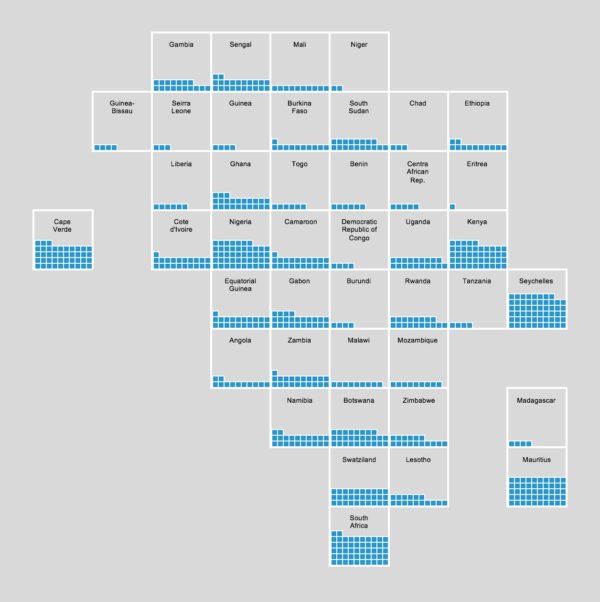 Gambia
Sengal
Mali
Niger
Guinea-
Bissau
Seirra
Leone
Guinea
Burkina
Faso
South
Sudan
Chad
Ethiopia
Liberia
Ghana
Togo
Benin
Centra
African
Rep.
Eritrea
Cape
Verde
Cote
d'Ivoire
Nigeria
Camaroon
Democratic
Republic of
Congo
Uganda
Kenya
Equatorial
Guinea
Gabon
Burundi
Rwanda
Tanzania
Seychelles
Angola
Zambia
Malawi
Mozambique
Namibia
Botswana
Zimbabwe
Madagascar
Swatziland
Lesotho
Mauritius
South
Africa